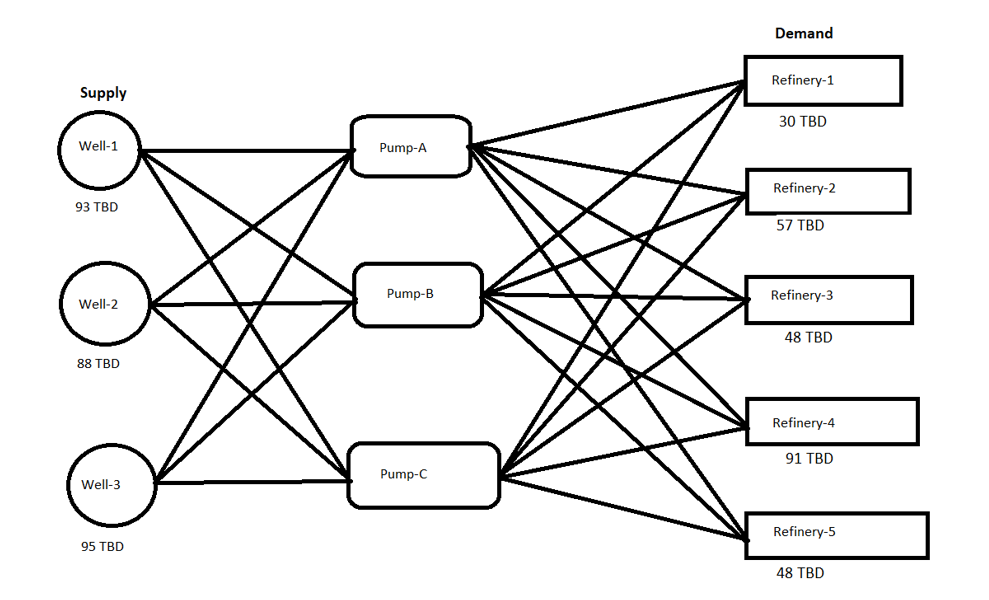 Supply
Well-1
93 TBD
Well-2
88 TBD
Well-3
95 TBD
Pump-A
Pump-B
Pump-C
Demand
Refinery-1
30 TBD
Refinery-2
57 TBD
Refinery-3
48 TBD
Refinery-4
91 TBD
Refinery-5
48 TBD